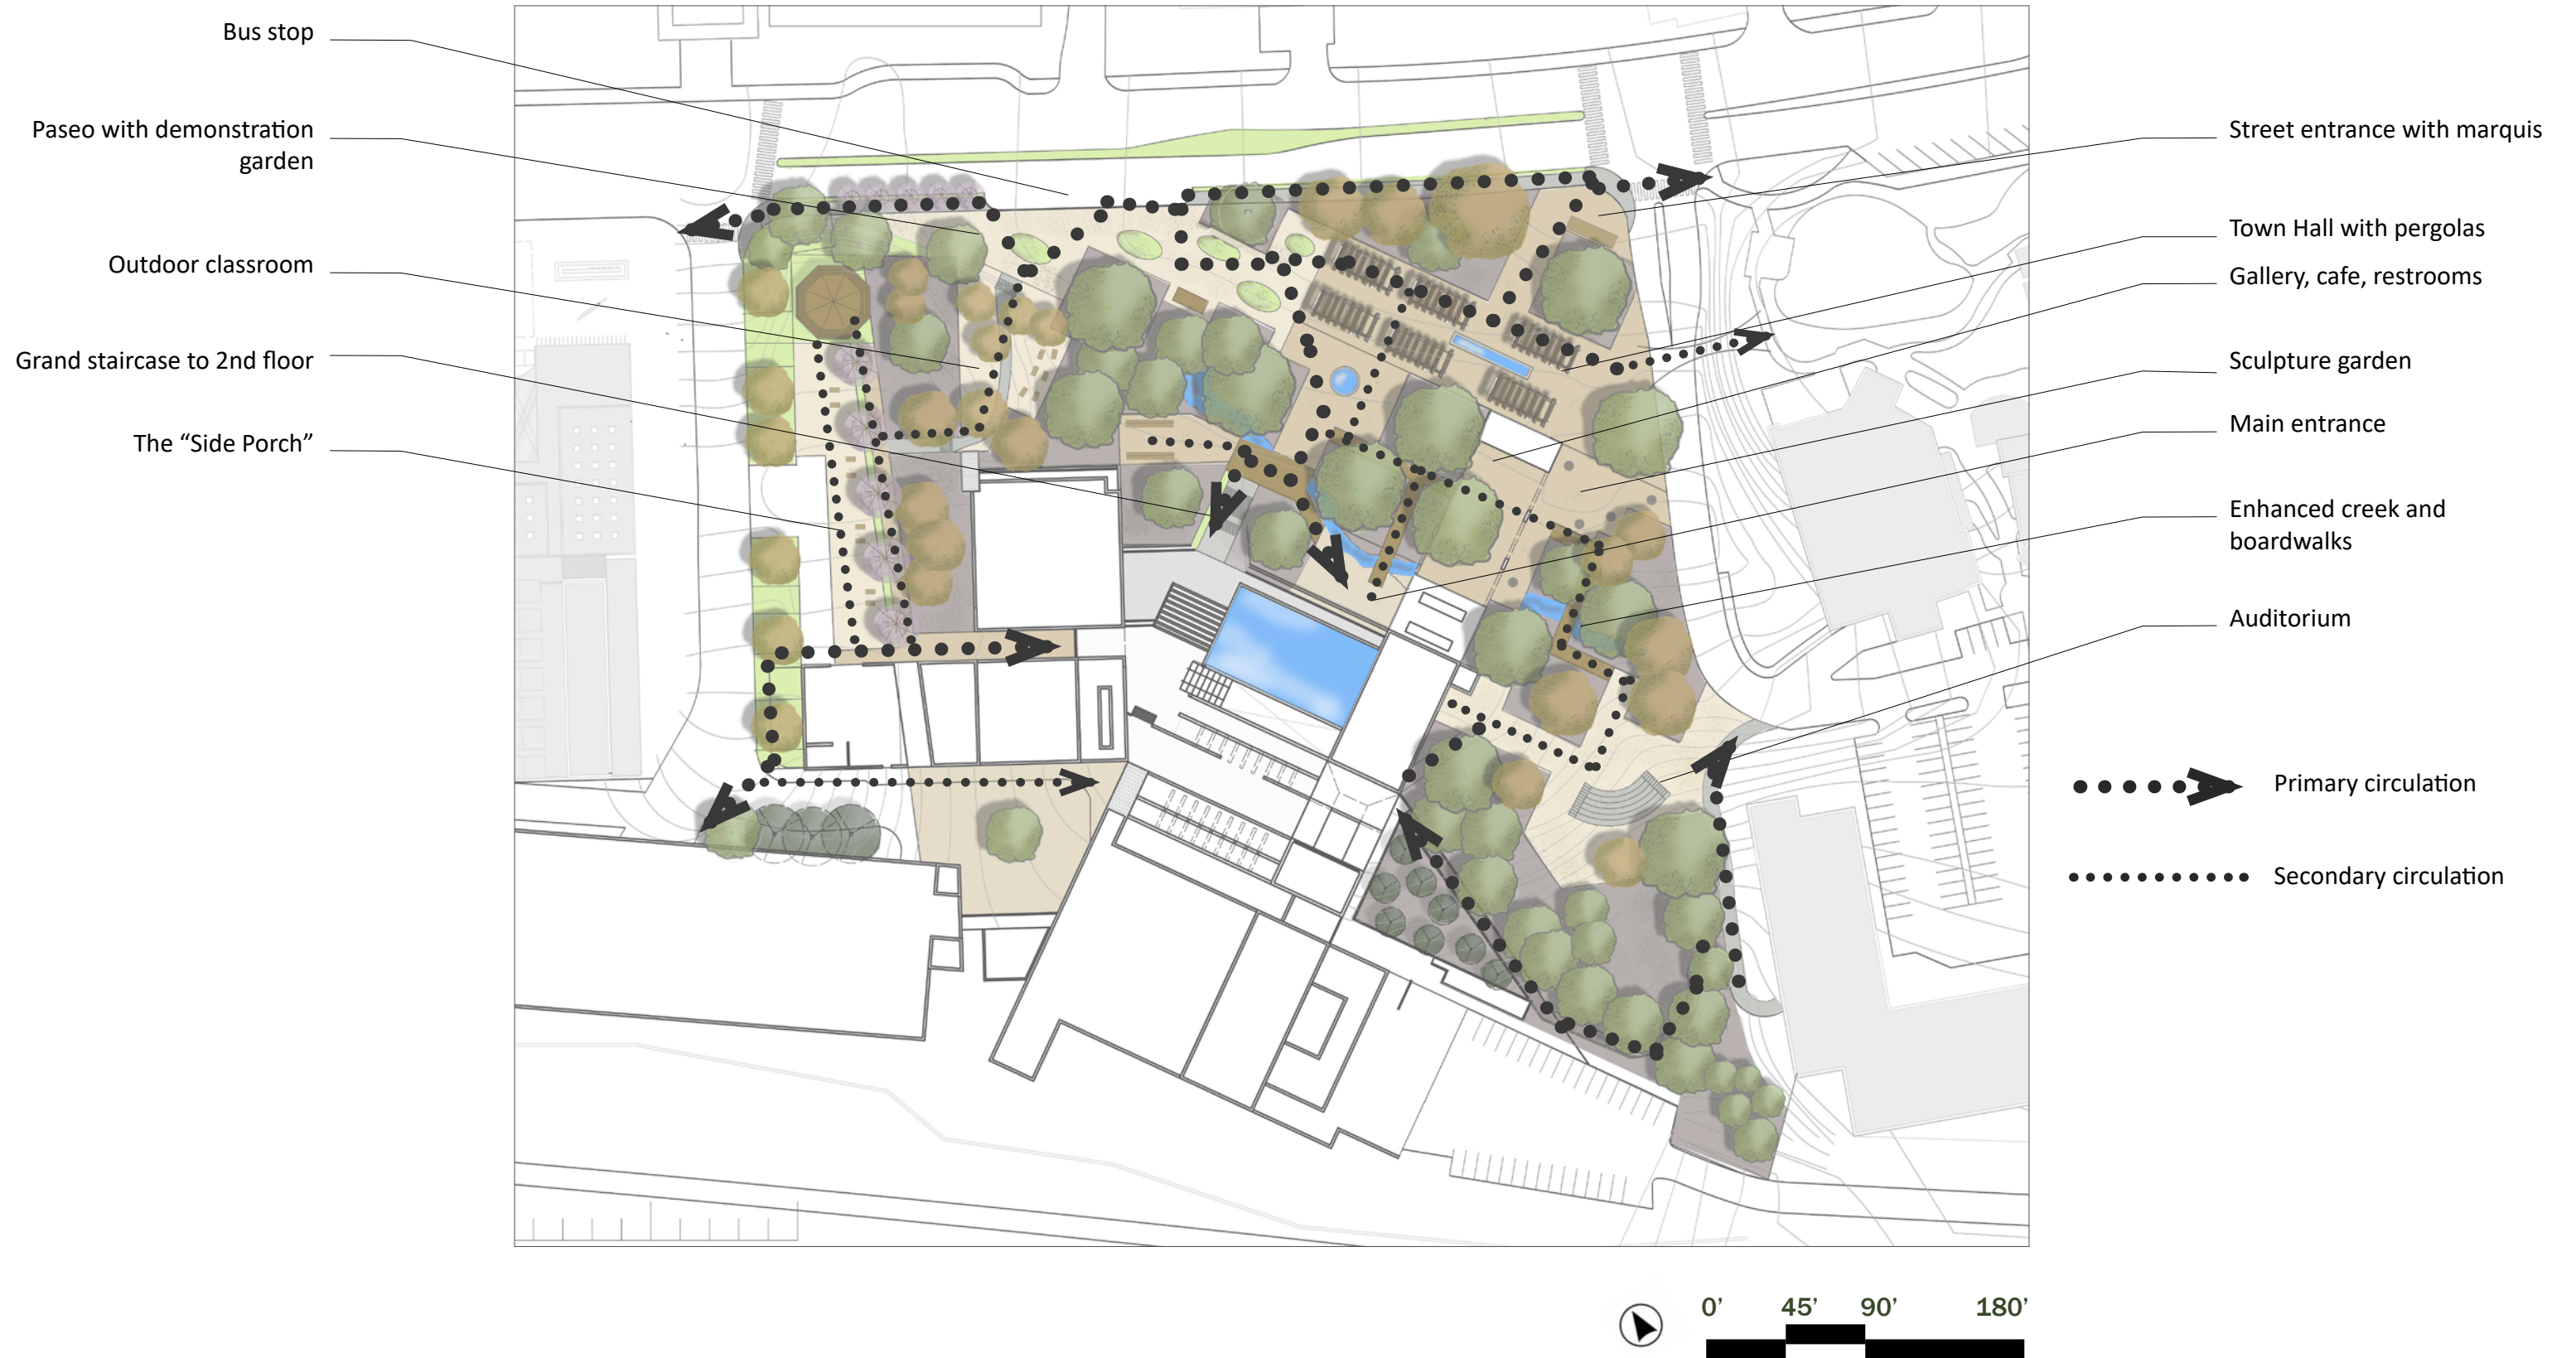 Bus stop
Paseo with demonstration
garden
Outdoor classroom
Grand staircase to 2nd floor
The “Side Porch”
Street entrance with marquis
Town Hall with pergolas
Gallery, cafe, restrooms
Sculpture garden
Main entrance
Enhanced creek and
boardwalks
Auditorium
Primary circulation
Secondary circulation
0’ 45’ 90’ 180’